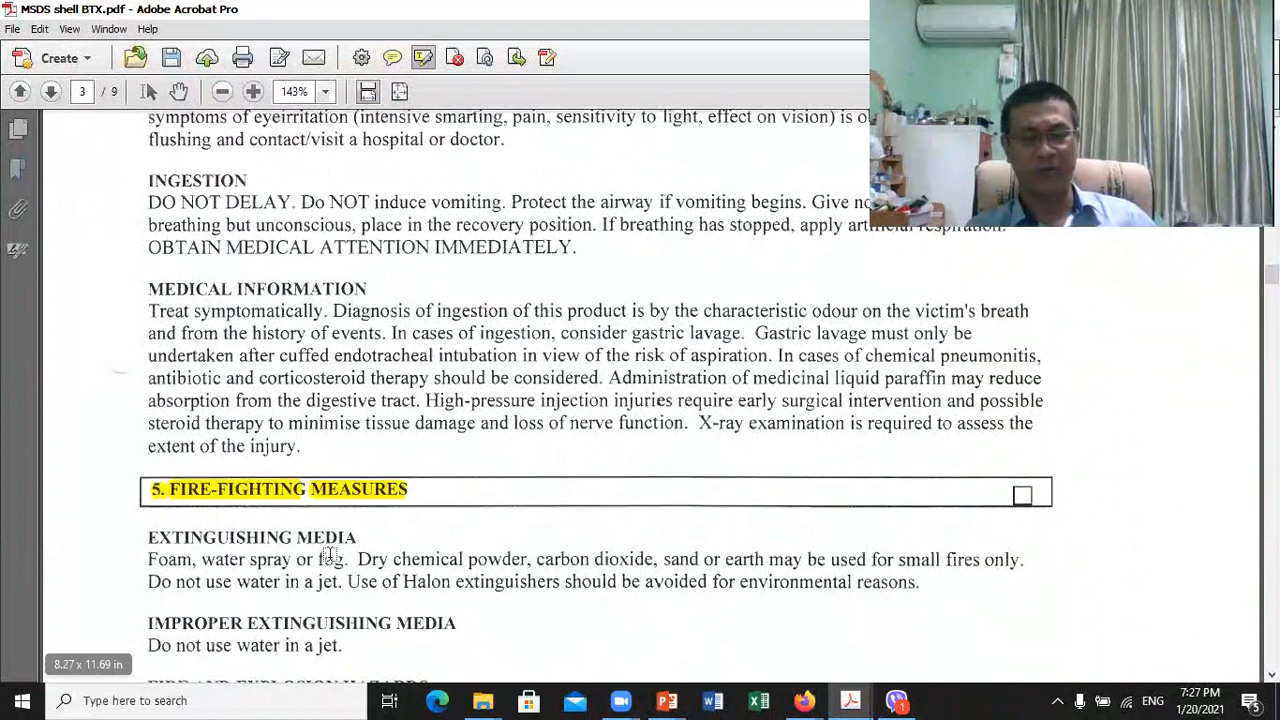 MSDS shell BTX.pdf - Adobe Acrobat Pro
File Edit View Window Help
Create
3 / 9 143%
symptoms of eyeirritation (intensive smarting, pain, sensitivity to light, effect on vision) is
flushing and contact/visit a hospital or doctor.
INGESTION
DO NOT DELAY. Do NOT induce vomiting. Protect the airway if vomiting begins. Give
breathing but unconscious, place in the recovery position. If breathing has stopped, apply artificial respiration.
OBTAIN MEDICAL ATTENTION IMMEDIATELY.
MEDICAL INFORMATION
Treat symptomatically. Diagnosis of ingestion of this product is by the characteristic odour on the victim's breath
and from the history of events. In cases of ingestion, consider gastric lavage. Gastric lavage must only be
undertaken after cuffed endotracheal intubation in view of the risk of aspiration. In cases of chemical pneumonitis,
antibiotic and corticosteroid therapy should be considered. Administration of medicinal liquid paraffin may reduce
absorption from the digestive tract. High-pressure injection injuries require early surgical intervention and possible
steroid therapy to minimise tissue damage and loss of nerve function. X-ray examination is required to assess the
extent of the injury.
5. FIRE-FIGHTING MEASURES
EXTINGUISHING MEDIA
Foam, water spray or fog. Dry chemical powder, carbon dioxide, sand or earth may be used for small fires only.
Do not use water in a jet. Use of Halon extinguishers should be avoided for environmental reasons.
IMPROPER EXTINGUISHING MEDIA
Do not use water in a jet.
8.27 x 11.69 in
FIRE AND EXPLOSION HAZARDS
Type here to search
1
ENG
7:27 PM
1/20/2021
5